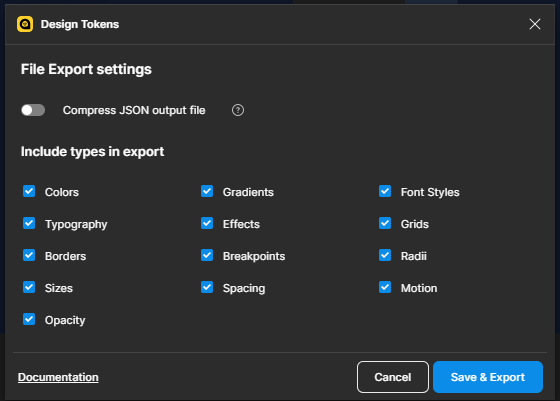 Design Tokens
File Export settings
Compress JSON output file ?
Include types in export
Colors Gradients Font Styles
Typography Effects Grids
Borders Breakpoints Radii
Sizes Spacing Motion
Opacity
Documentation Cancel Save & Export